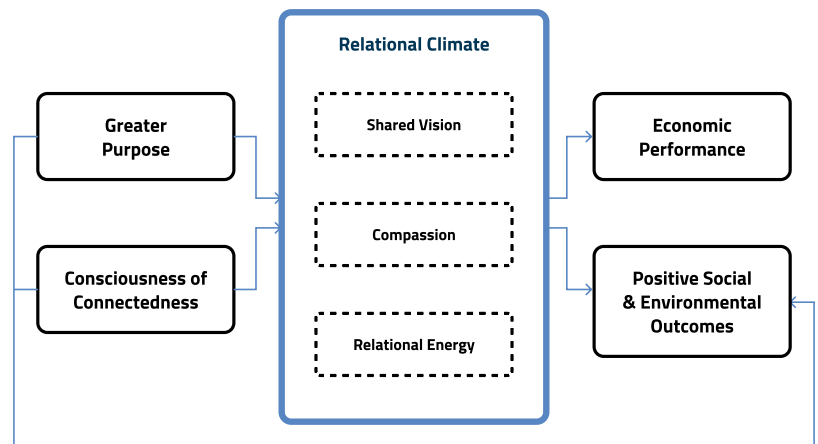 Relational Climate
Greater
Purpose
Consciousness of
Connectedness
Shared Vision
Compassion
Relational Energy
Economic
Performance
Positive Social
& Environmental
Outcomes